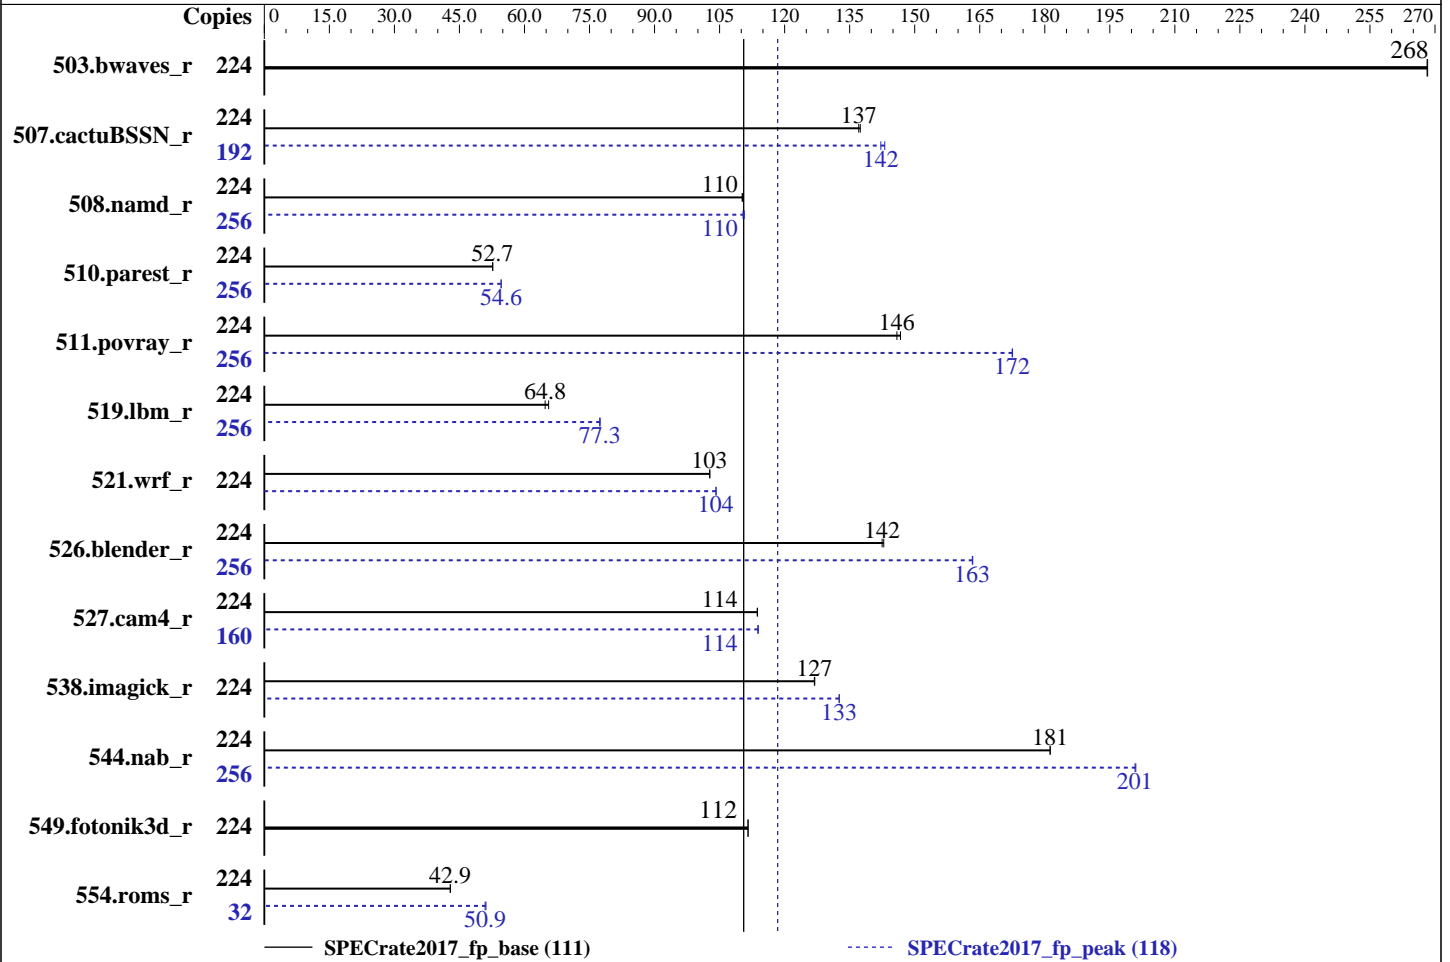 Copies 0 15.0 30.0 45.0 60.0 75.0 90.0 105 120 135 150 165 180 195 210 225 240 255 270
503.bwaves_r 224 268
224 137
507.cactuBSSN_r
192 142
224 110
508.namd_r
256 110
224 52.7
510.parest_r
256 54.6
224 146
511.povray_r
256 172
224 64.8
519.lbm_r
256 77.3
103
521.wrf_r 224
104
224 142
526.blender_r
256 163
224 114
527.cam4_r
160 114
127
538.imagick_r 224
133
224 181
544.nab_r
256 201
112
549.fotonik3d_r 224
224 42.9
554.roms_r
32 50.9
SPECrate2017_fp_base (111) SPECrate2017_fp_peak (118)